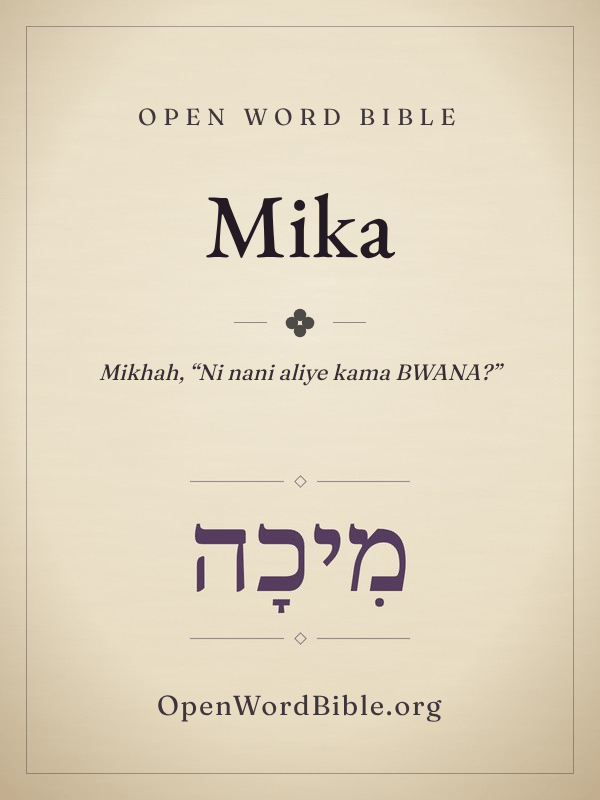 OPEN WORD BIBLE
Mika
Mikhah, “Ni nani aliye kama BWANA?”
מִיכָה
OpenWordBible.org